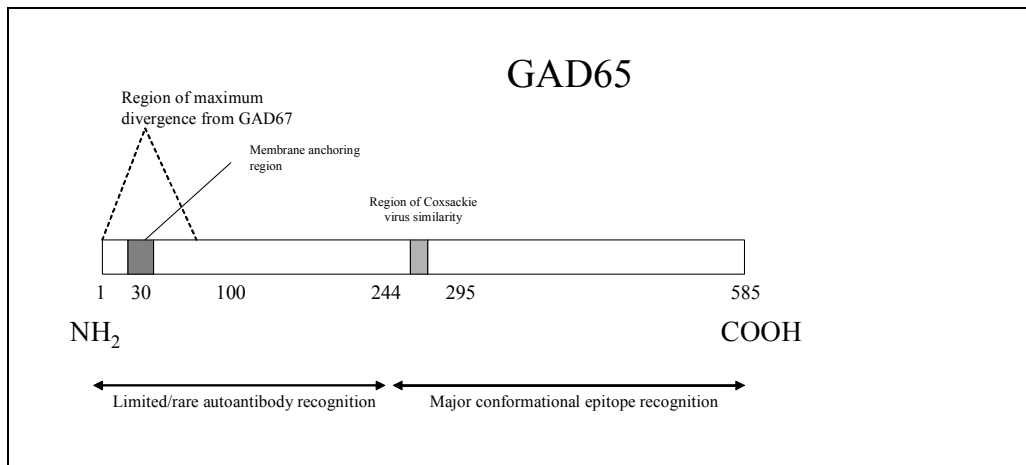 GAD65
Region of maximum
divergence from GAD67
Membrane anchoring
region
Region of Coxsackie
virus similarity
1 30 100 244 295 585
NH₂ COOH
Limited/rare autoantibody recognition Major conformational epitope recognition